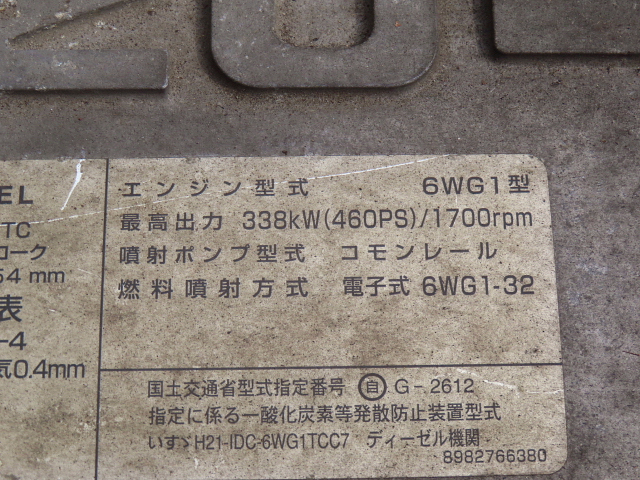 EL
TC
ローク
54 mm
表
-4
気0.4mm
エンジン型式 6WG1型
最高出力 338kW(460PS)/1700rpm
噴射ポンプ型式 コモンレール
燃料噴射方式 電子式 6WG1-32
国土交通省型式指定番号 自 G-2612
指定に係る一酸化炭素等発散防止装置型式
いすゞH21-IDC-6WG1TCC7 ディーゼル機関
8982766380